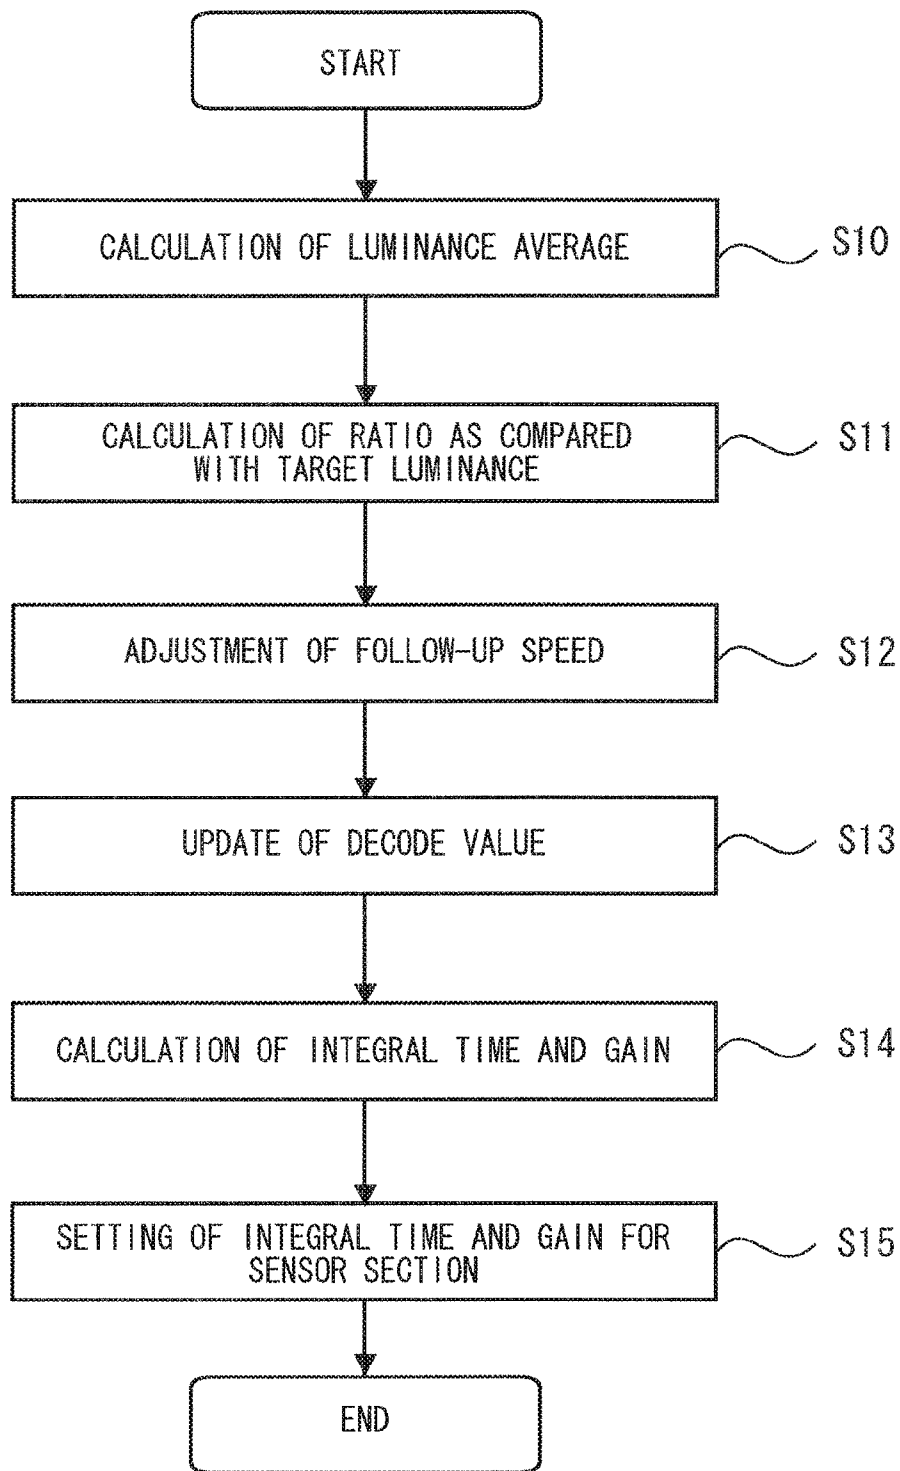 START
CALCULATION OF LUMINANCE AVERAGE
S10
CALCULATION OF RATIO AS COMPARED
WITH TARGET LUMINANCE
S11
ADJUSTMENT OF FOLLOW-UP SPEED
S12
UPDATE OF DECODE VALUE
S13
CALCULATION OF INTEGRAL TIME AND GAIN
S14
SETTING OF INTEGRAL TIME AND GAIN FOR
SENSOR SECTION
S15
END